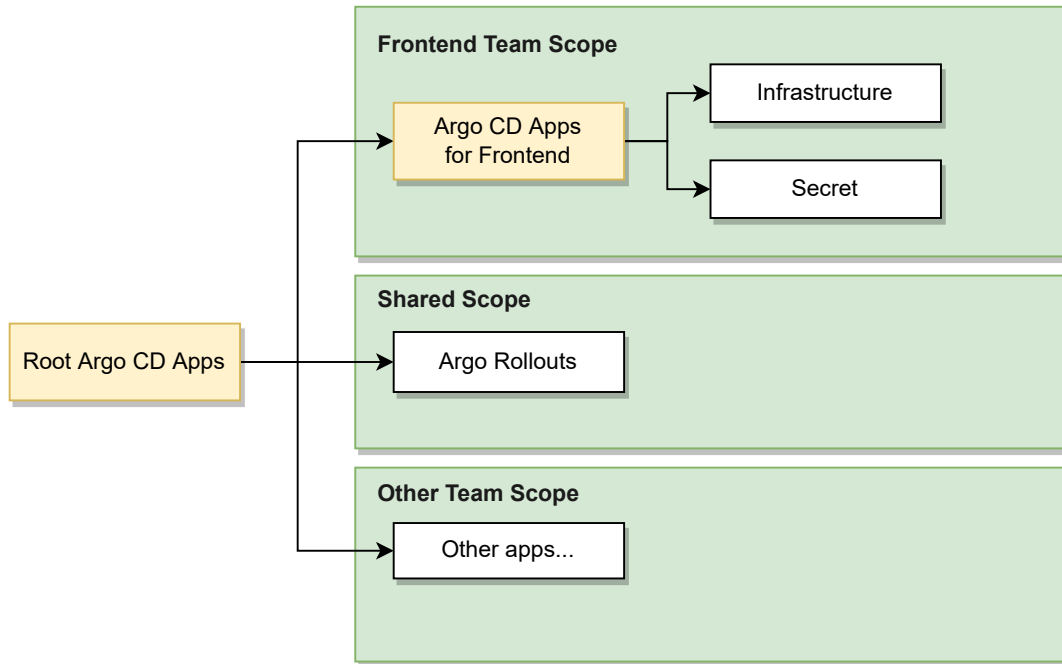 Frontend Team Scope
Infrastructure
Argo CD Apps
for Frontend
Secret
Shared Scope
Root Argo CD Apps
Argo Rollouts
Other Team Scope
Other apps...